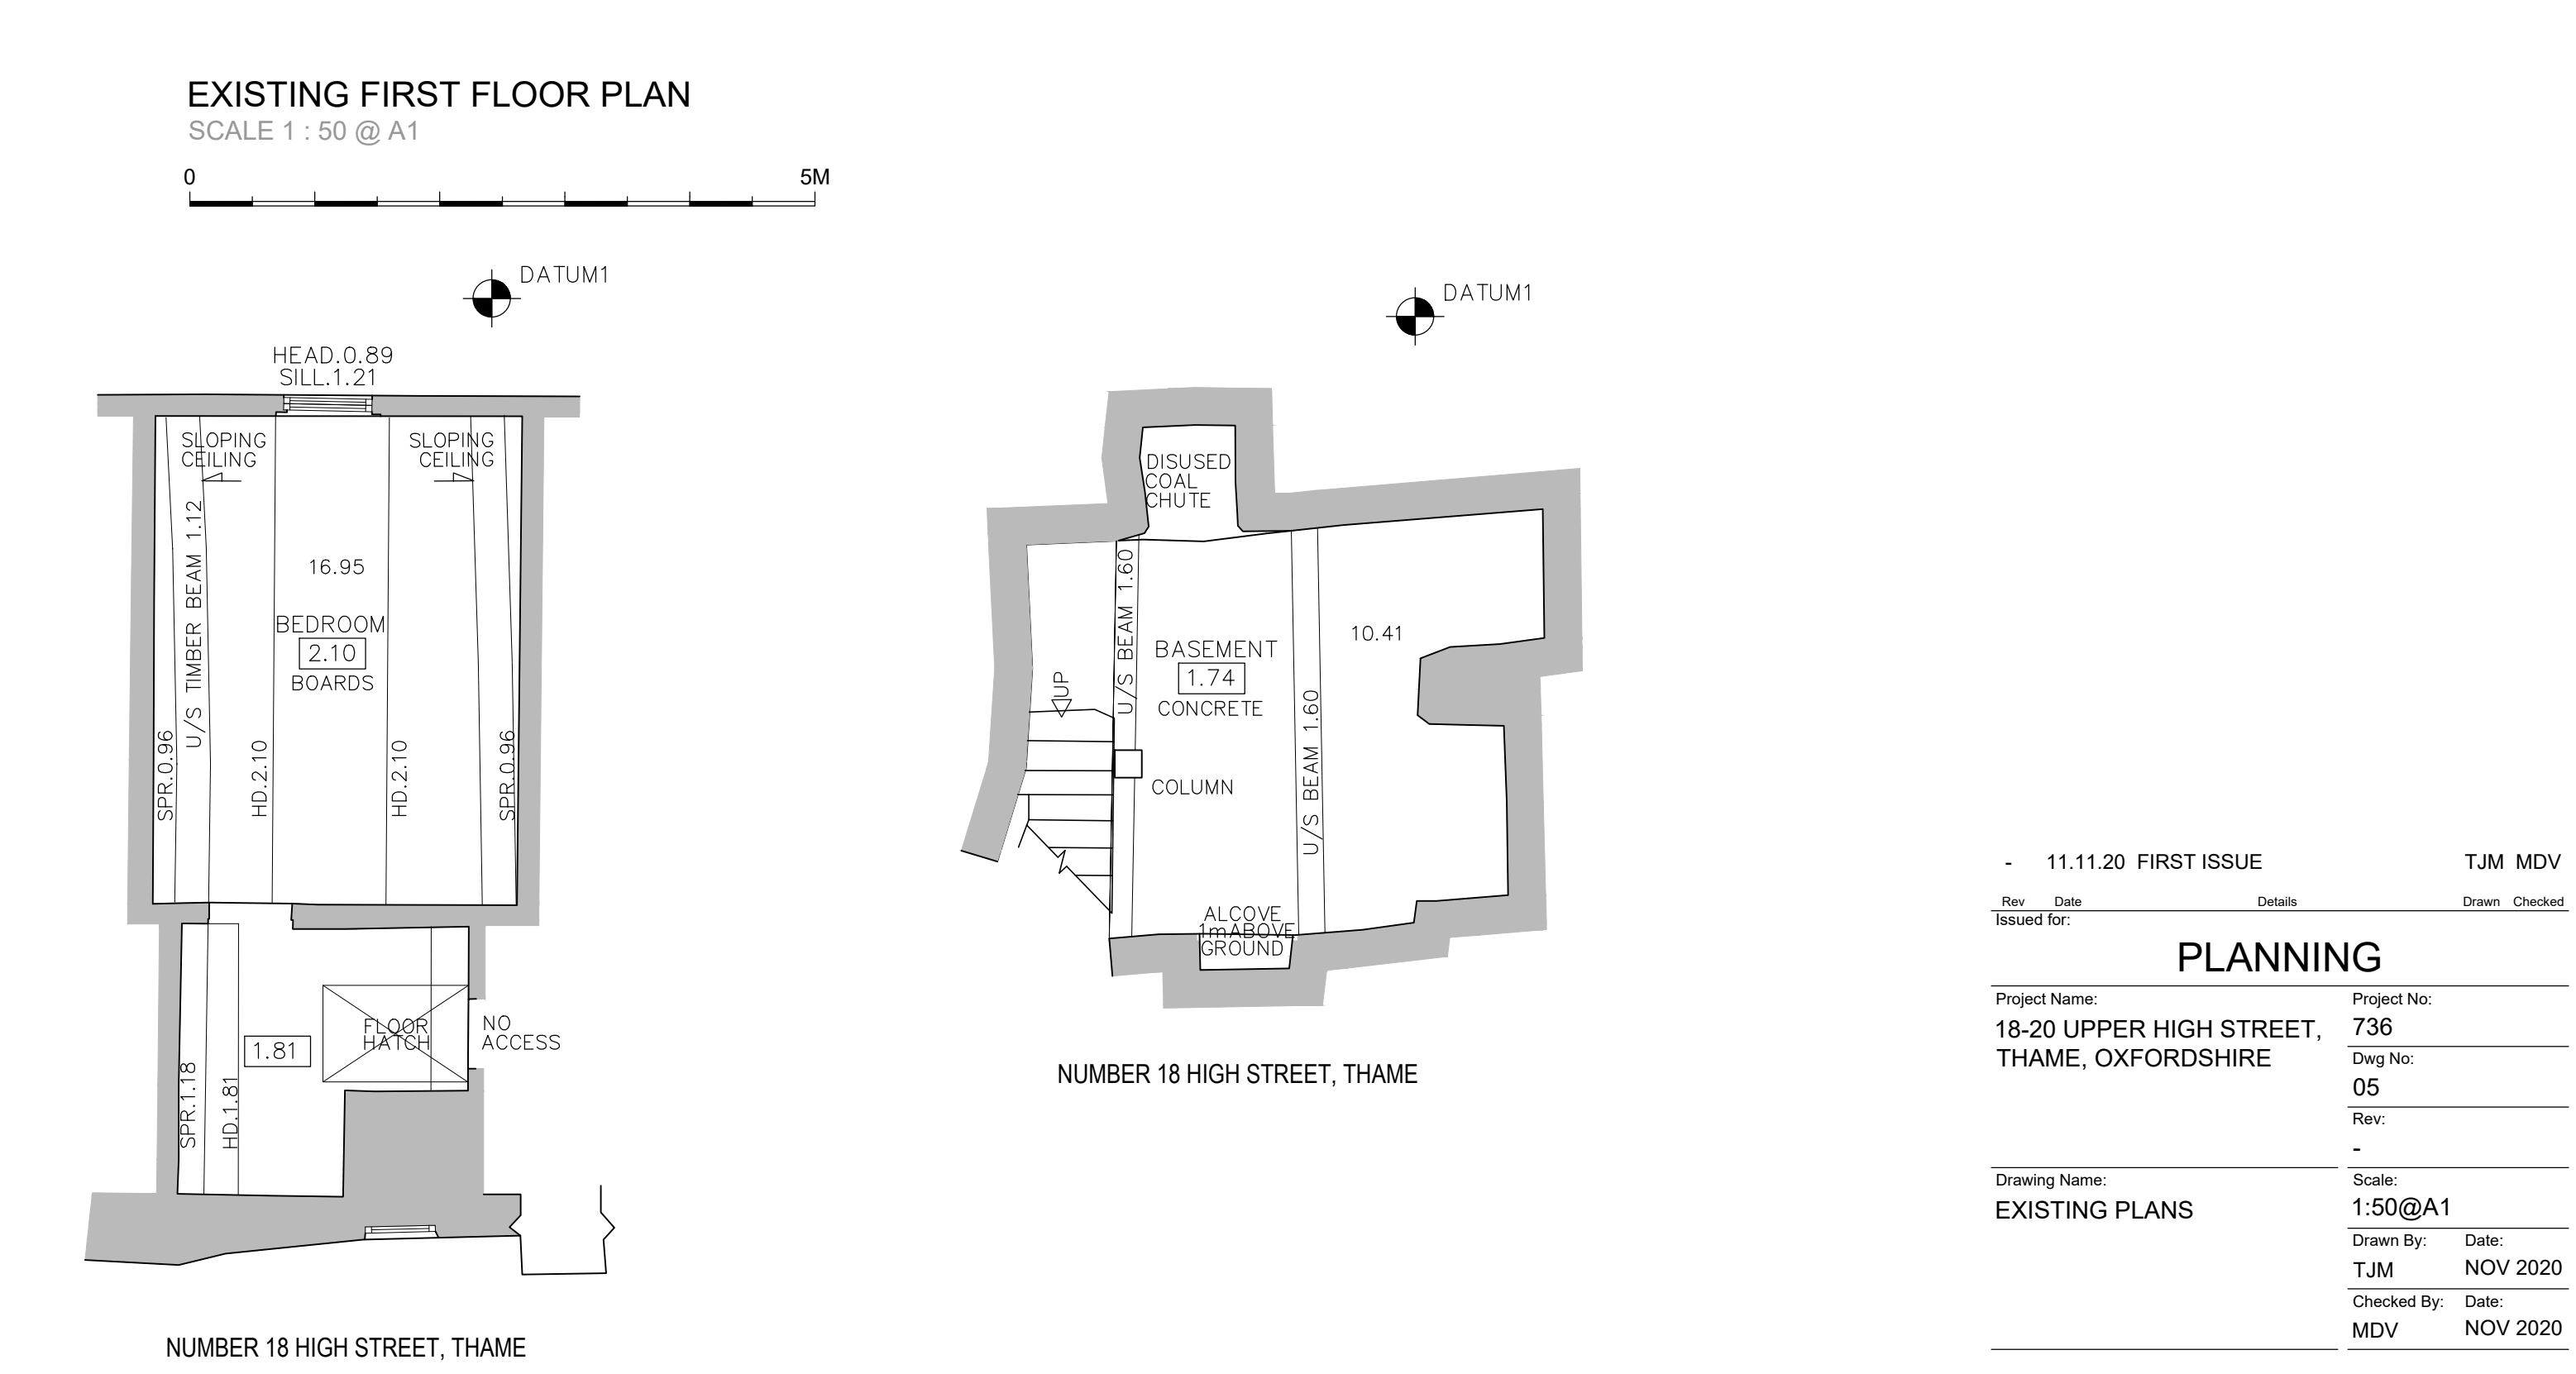 EXISTING FIRST FLOOR PLAN
SCALE 1 : 50 @ A1
0 5M
DATUM1
HEAD.0.89
SILL.1.21
SLOPING
CEILING
SLOPING
CEILING
U/S TIMBER BEAM 1.12
16.95
BEDROOM
2.10
BOARDS
SPR.0.96
HD.2.10
HD.2.10
SPR.0.96
FLOOR
HATCH
NO
ACCESS
1.81
SPR.1.18
HD.1.81
NUMBER 18 HIGH STREET, THAME
DATUM1
DISUSED
COAL
CHUTE
U/S BEAM 1.60
10.41
BASEMENT
1.74
CONCRETE
UP
U/S BEAM 1.60
COLUMN
ALCOVE
1mABOVE
GROUND
NUMBER 18 HIGH STREET, THAME
- 11.11.20 FIRST ISSUE TJM MDV
Rev Date Details Drawn Checked
Issued for:
PLANNING
Project Name:
18-20 UPPER HIGH STREET,
THAME, OXFORDSHIRE
Project No:
736
Dwg No:
05
Rev:
-
Drawing Name:
EXISTING PLANS
Scale:
1:50@A1
Drawn By: Date:
TJM NOV 2020
Checked By: Date:
MDV NOV 2020